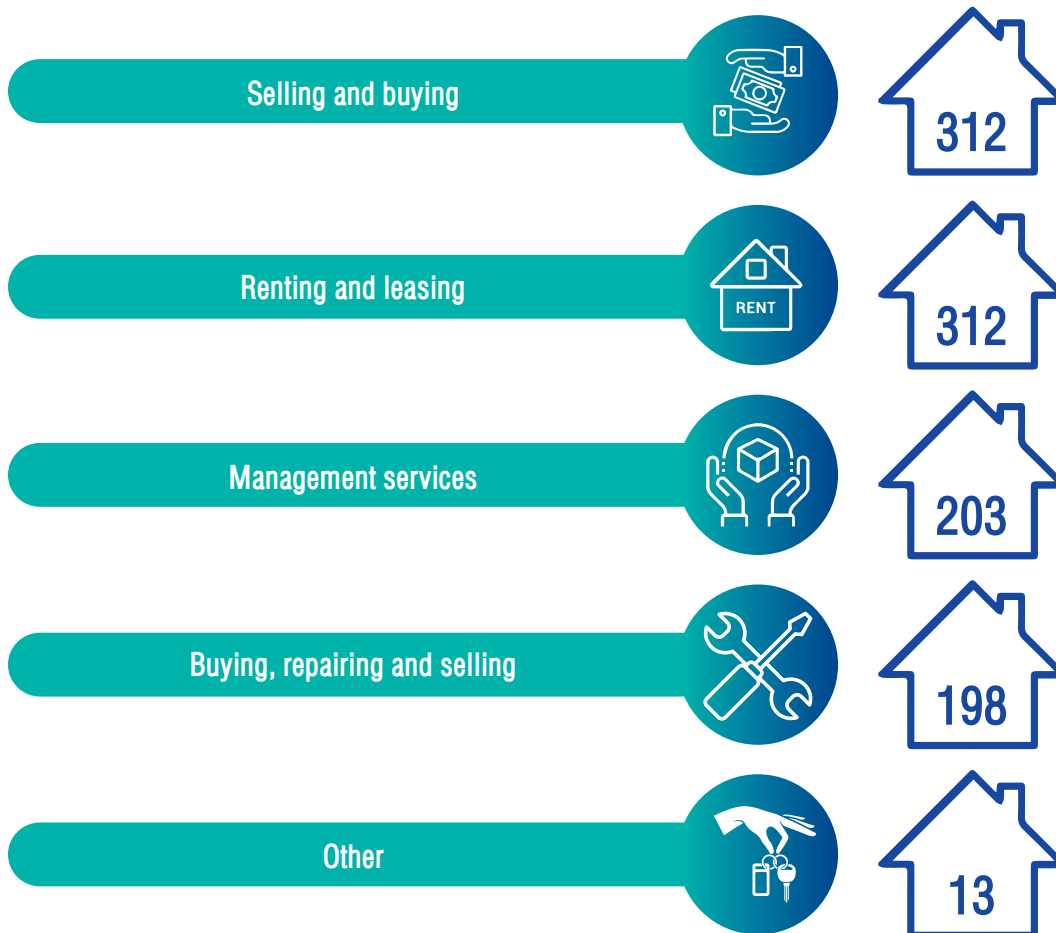 Selling and buying
312
Renting and leasing
RENT
312
Management services
203
Buying, repairing and selling
198
Other
13